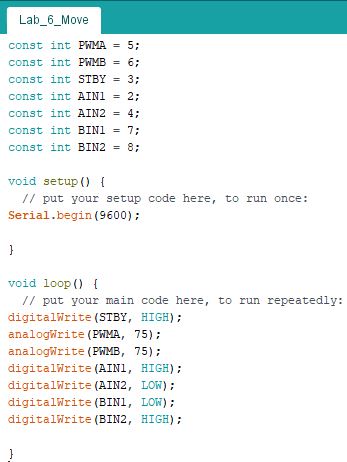 Lab_6_Move
const int PWMA = 5;
const int PWMB = 6;
const int STBY = 3;
const int AIN1 = 2;
const int AIN2 = 4;
const int BIN1 = 7;
const int BIN2 = 8;
void setup() {
// put your setup code here, to run once:
Serial.begin(9600);
}
void loop() {
// put your main code here, to run repeatedly:
digitalWrite(STBY, HIGH);
analogWrite(PWMA, 75);
analogWrite(PWMB, 75);
digitalWrite(AIN1, HIGH);
digitalWrite(AIN2, LOW);
digitalWrite(BIN1, LOW);
digitalWrite(BIN2, HIGH);
}